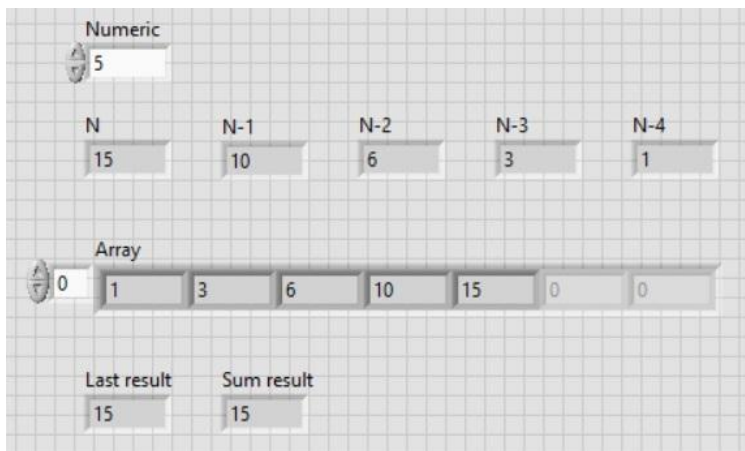 Numeric
5
N N-1 N-2 N-3 N-4
15 10 6 3 1
Array
0 1 3 6 10 15 0 0
Last result Sum result
15 15